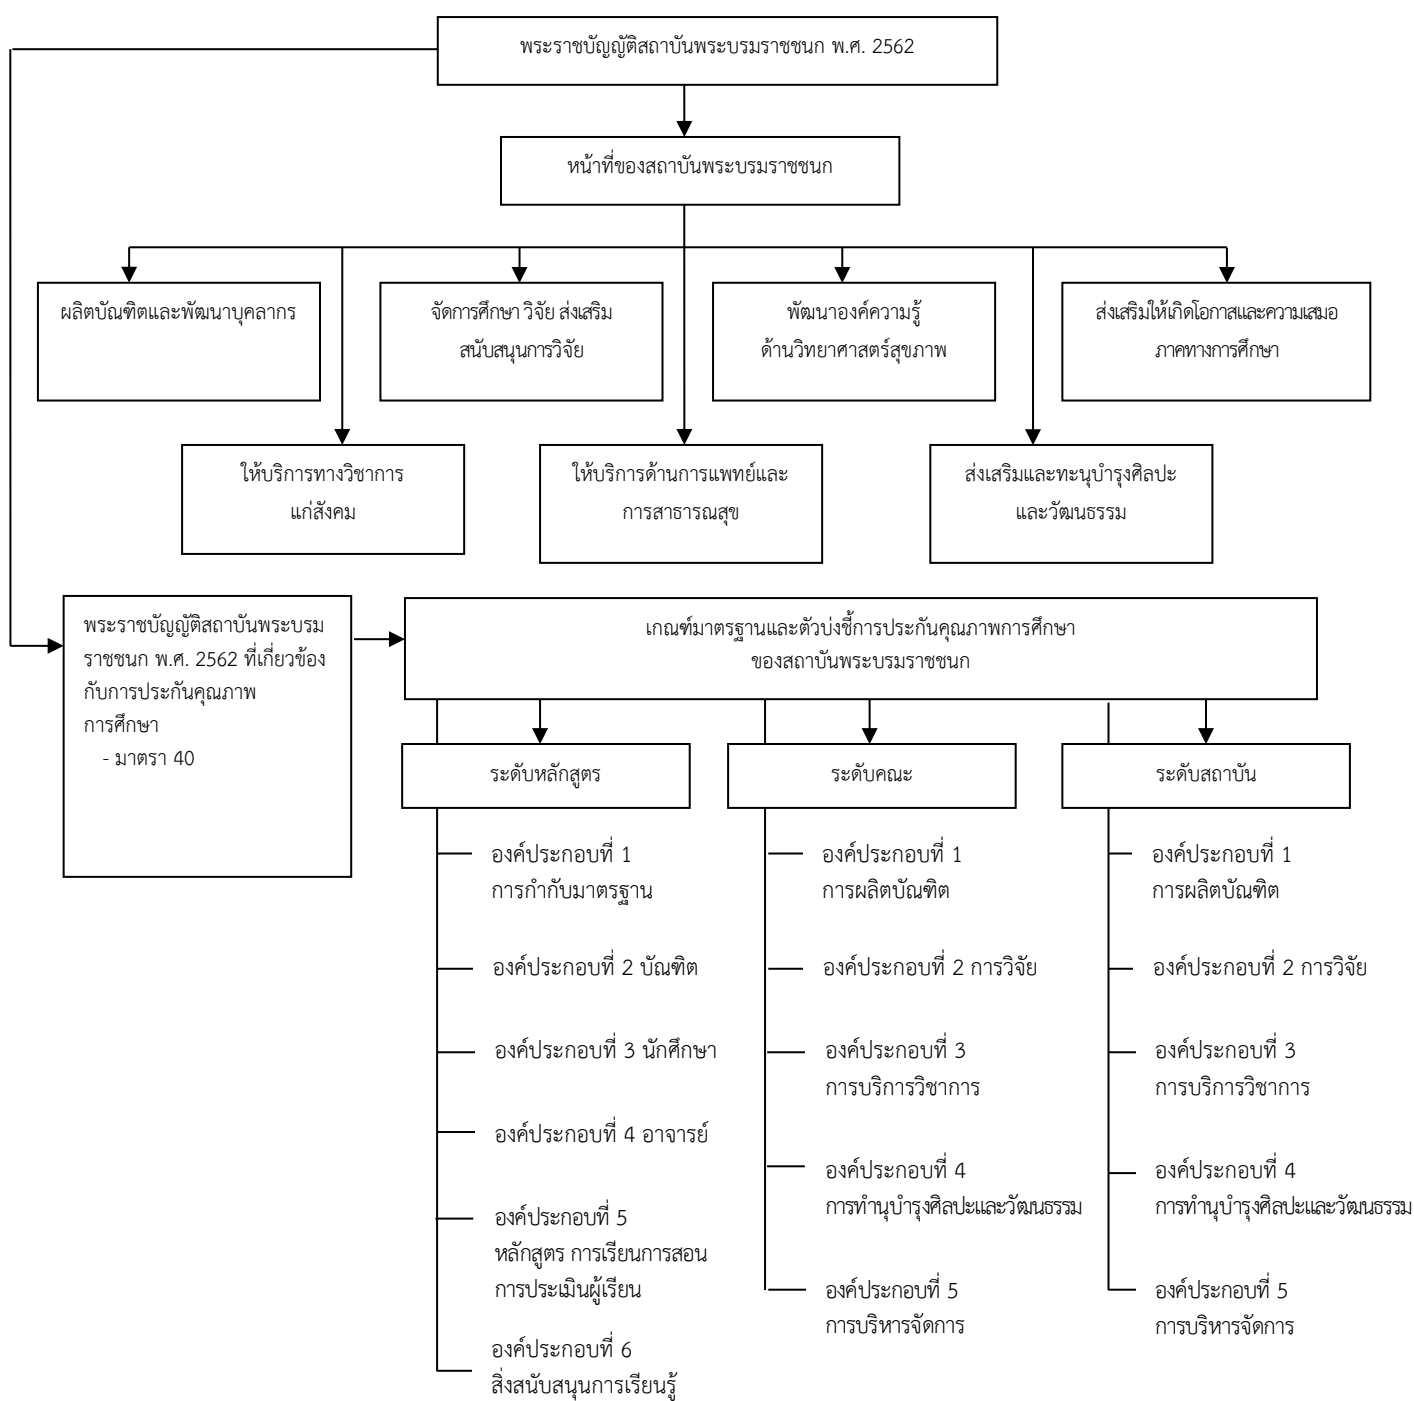 พระราชบัญญัติสถาบันพระบรมราชชนก พ.ศ. 2562
หน้าที่ของสถาบันพระบรมราชชนก
ผลิตบัณฑิตและพัฒนาบุคลากร
จัดการศึกษา วิจัย ส่งเสริม
สนับสนุนการวิจัย
พัฒนาองค์ความรู้
ด้านวิทยาศาสตร์สุขภาพ
ส่งเสริมให้เกิดโอกาสและความเสมอ
ภาคทางการศึกษา
ให้บริการทางวิชาการ
แก่สังคม
ให้บริการด้านการแพทย์และ
การสาธารณสุข
ส่งเสริมและทะนุบำรุงศิลปะ
และวัฒนธรรม
พระราชบัญญัติสถาบันพระบรม
ราชชนก พ.ศ. 2562 ที่เกี่ยวข้อง
กับการประกันคุณภาพ
การศึกษา
- มาตรา 40
เกณฑ์มาตรฐานและตัวบ่งชี้การประกันคุณภาพการศึกษา
ของสถาบันพระบรมราชชนก
ระดับหลักสูตร
องค์ประกอบที่ 1
การกำกับมาตรฐาน
องค์ประกอบที่ 2 บัณฑิต
องค์ประกอบที่ 3 นักศึกษา
องค์ประกอบที่ 4 อาจารย์
องค์ประกอบที่ 5
หลักสูตร การเรียนการสอน
การประเมินผู้เรียน
องค์ประกอบที่ 6
สิ่งสนับสนุนการเรียนรู้
ระดับคณะ
องค์ประกอบที่ 1
การผลิตบัณฑิต
องค์ประกอบที่ 2 การวิจัย
องค์ประกอบที่ 3
การบริการวิชาการ
องค์ประกอบที่ 4
การทำนุบำรุงศิลปะและวัฒนธรรม
องค์ประกอบที่ 5
การบริหารจัดการ
ระดับสถาบัน
องค์ประกอบที่ 1
การผลิตบัณฑิต
องค์ประกอบที่ 2 การวิจัย
องค์ประกอบที่ 3
การบริการวิชาการ
องค์ประกอบที่ 4
การทำนุบำรุงศิลปะและวัฒนธรรม
องค์ประกอบที่ 5
การบริหารจัดการ